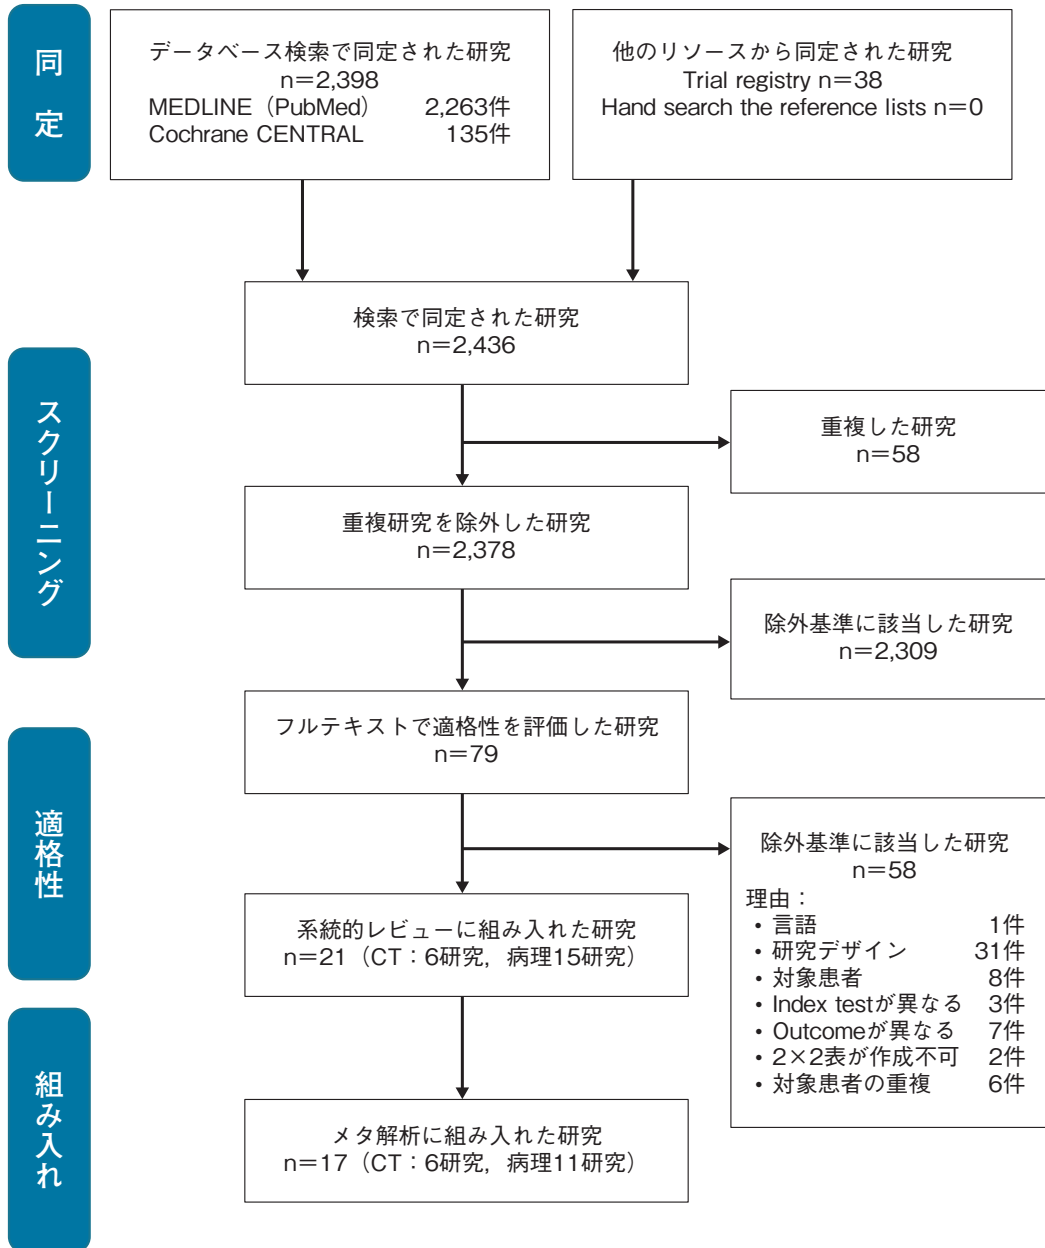 同定
データベース検索で同定された研究
n=2,398
MEDLINE（PubMed） 2,263件
Cochrane CENTRAL 135件
他のリソースから同定された研究
Trial registry n=38
Hand search the reference lists n=0
検索で同定された研究
n=2,436
スクリーニング
重複した研究
n=58
重複研究を除外した研究
n=2,378
除外基準に該当した研究
n=2,309
フルテキストで適格性を評価した研究
n=79
適格性
除外基準に該当した研究
n=58
理由：
・言語 1件
・研究デザイン 31件
・対象患者 8件
・Index testが異なる 3件
・Outcomeが異なる 7件
・2×2表が作成不可 2件
・対象患者の重複 6件
系統的レビューに組み入れた研究
n=21（CT：6研究，病理15研究）
組み入れ
メタ解析に組み入れた研究
n=17（CT：6研究，病理11研究）